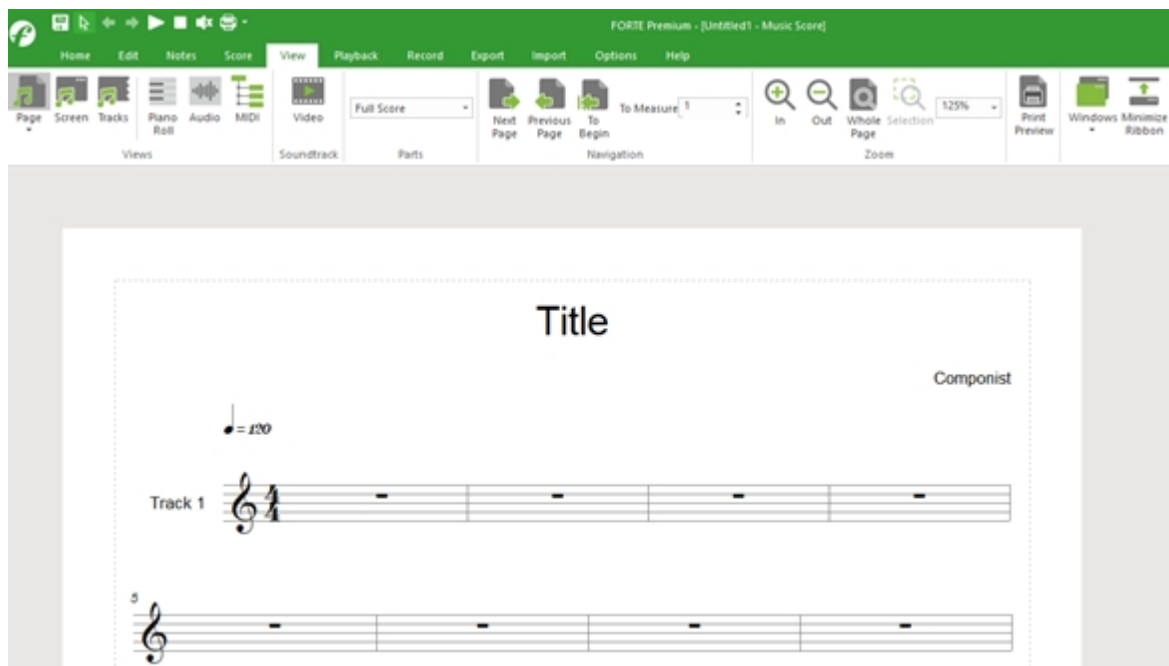 FORTE Premium - [Untitled1 - Music Score]
Home Edit Notes Score View Playback Record Export Import Options Help
Page Screen Tracks Piano Roll Audio MIDI Video Full Score Next Page Previous Page To Begin To Measure 1 In Out Whole Page Selection 125% Print Preview Windows Minimize Ribbon
Views Soundtrack Parts Navigation Zoom
Title
Componist
= 120
Track 1 4 4
5